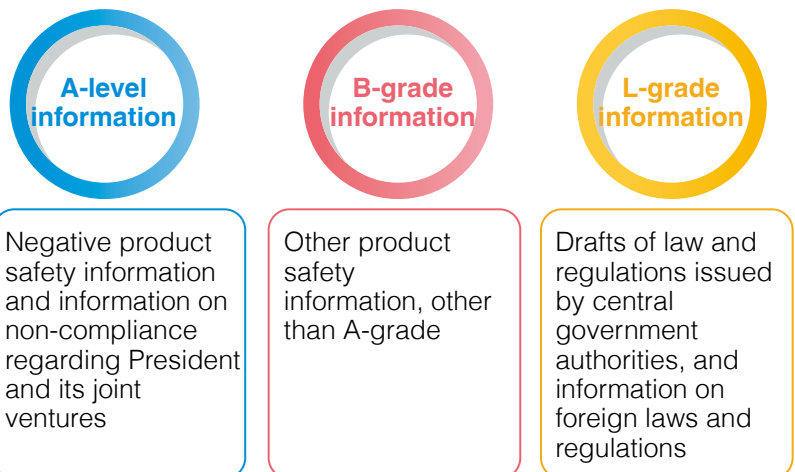 A-level
information
Negative product
safety information
and information on
non-compliance
regarding President
and its joint
ventures
B-grade
information
Other product
safety
information, other
than A-grade
L-grade
information
Drafts of law and
regulations issued
by central
government
authorities, and
information on
foreign laws and
regulations